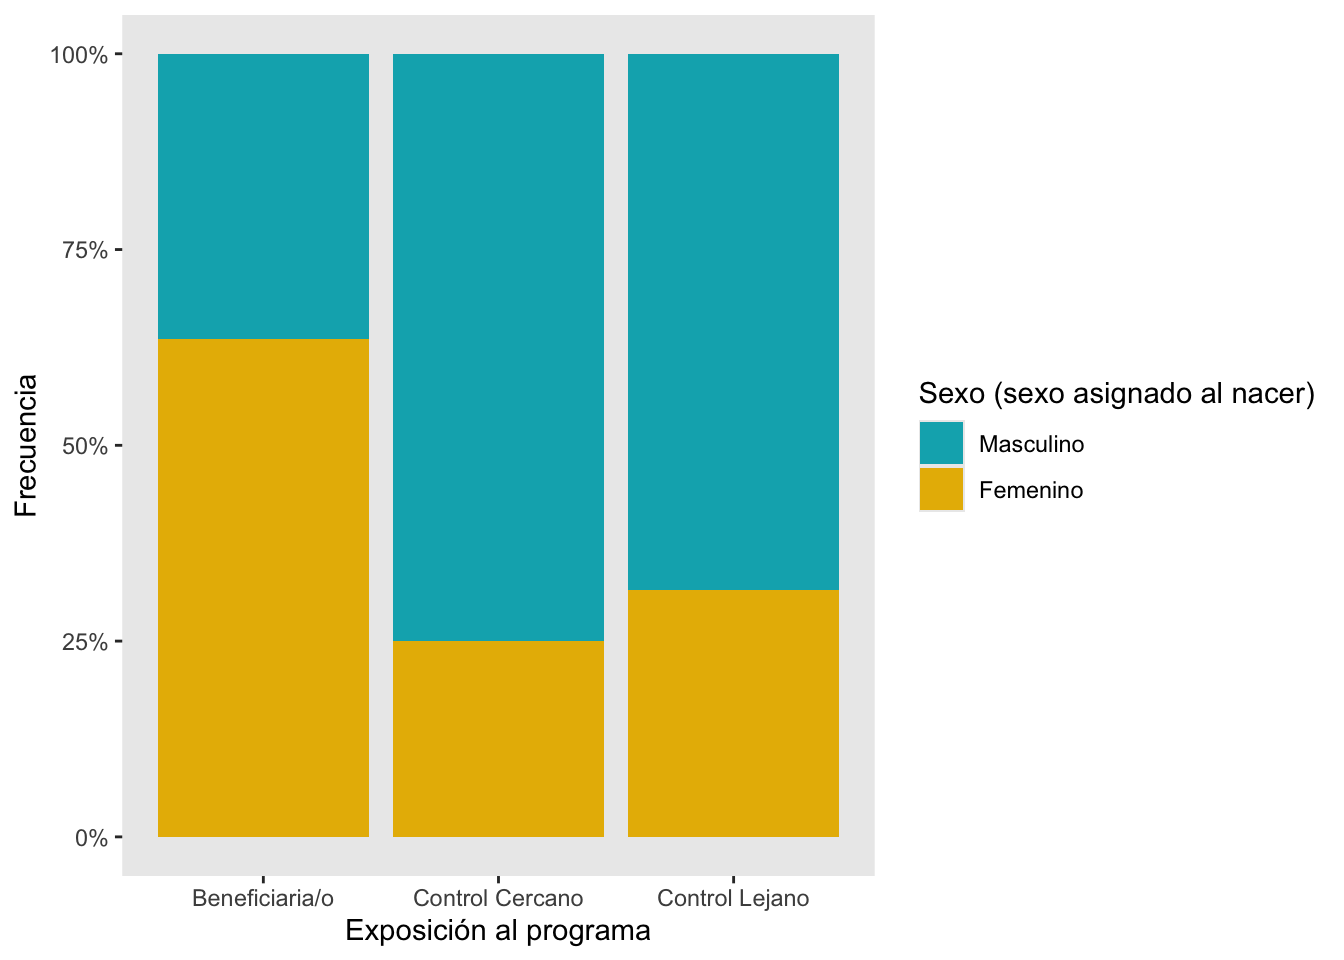 100%
75%
50%
25%
0%
Frecuencia
Beneficiaria/o
Control Cercano
Control Lejano
Exposición al programa
Sexo (sexo asignado al nacer)
Masculino
Femenino